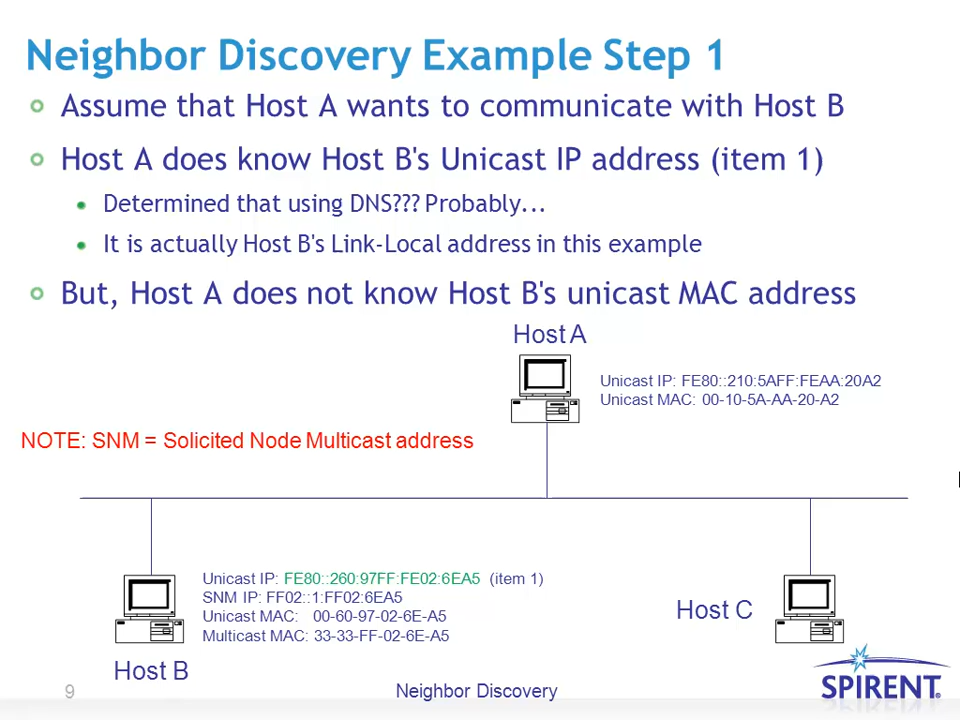 Neighbor Discovery Example Step 1
Assume that Host A wants to communicate with Host B
Host A does know Host B's Unicast IP address (item 1)
Determined that using DNS??? Probably...
It is actually Host B's Link-Local address in this example
But, Host A does not know Host B's unicast MAC address
Host A
Unicast IP: FE80::210:5AFF:FEAA:20A2
Unicast MAC: 00-10-5A-AA-20-A2
NOTE: SNM = Solicited Node Multicast address
Unicast IP: FE80::260:97FF:FE02:6EA5 (item 1)
SNM IP: FF02::1:FF02:6EA5
Unicast MAC: 00-60-97-02-6E-A5
Multicast MAC: 33-33-FF-02-6E-A5
Host B
Host C
9
Neighbor Discovery
SPIRENT